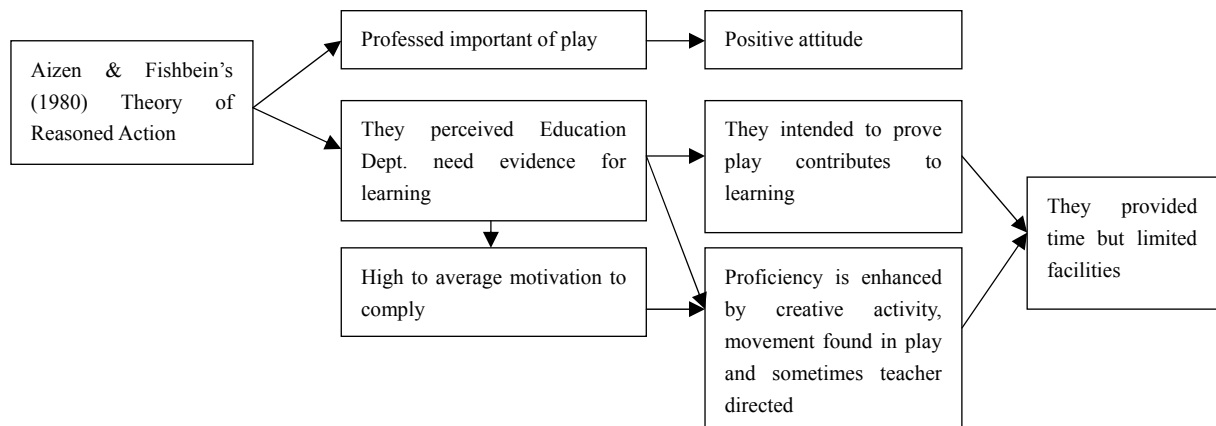 Aizen & Fishbein's
(1980) Theory of
Reasoned Action
Professed important of play
Positive attitude
They perceived Education
Dept. need evidence for
learning
They intended to prove
play contributes to
learning
High to average motivation to
comply
Proficiency is enhanced
by creative activity,
movement found in play
and sometimes teacher
directed
They provided
time but limited
facilities